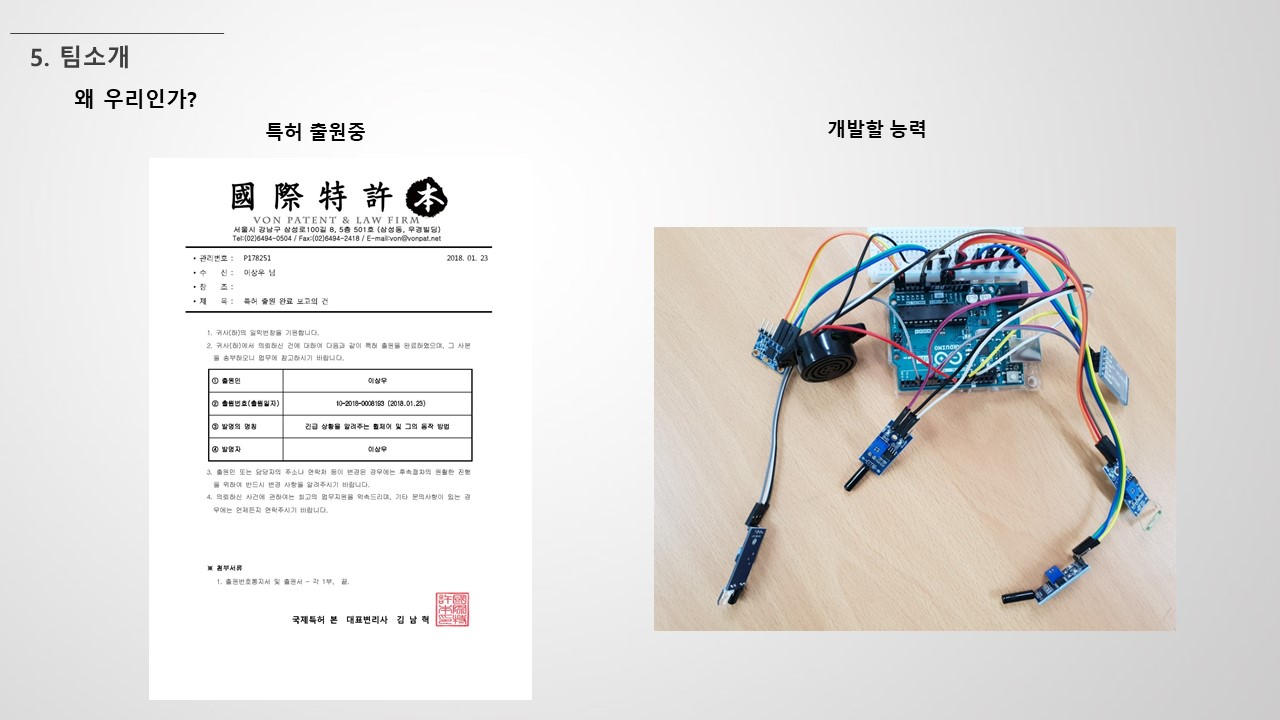 5. 팀소개
왜 우리인가?
특허 출원중
國 際 特 許 本
VON PATENT & LAW FIRM
서울시 강남구 삼성로100길 8, 5층 501호 (삼성동, 우경빌딩)
Tel:(02)6494-0504 / Fax:(02)6494-2418 / E-mail:von@vonpat.net
• 관리번호 : P178251 2018. 01. 23
• 수 신 : 이상우 님
• 참 조 :
• 제 목 : 특허 출원 완료 보고의 건
1. 귀사(하)의 일익번창을 기원합니다.
2. 귀사(하)에서 의뢰하신 건에 대하여 다음과 같이 특허 출원을 완료하였으며, 그 사본
을 송부하오니 업무에 참고하시기 바랍니다.
① 출원인 이상우
② 출원번호(출원일자) 10-2018-0008193 (2018.01.23)
③ 발명의 명칭 긴급 상황을 알려주는 휠체어 및 그의 동작 방법
④ 발명자 이상우
3. 출원인 또는 담당자의 주소나 연락처 등이 변경된 경우에는 후속절차의 원활한 진행
을 위하여 반드시 변경 사항을 알려주시기 바랍니다.
4. 의뢰하신 사건에 관하여는 최고의 업무지원을 약속드리며, 기타 문의사항이 있는 경
우에는 언제든지 연락주시기 바랍니다.
※ 첨부서류
1. 출원번호통지서 및 출원서 - 각 1부. 끝.
국제특허 본 대표변리사 김 남 혁
개발할 능력